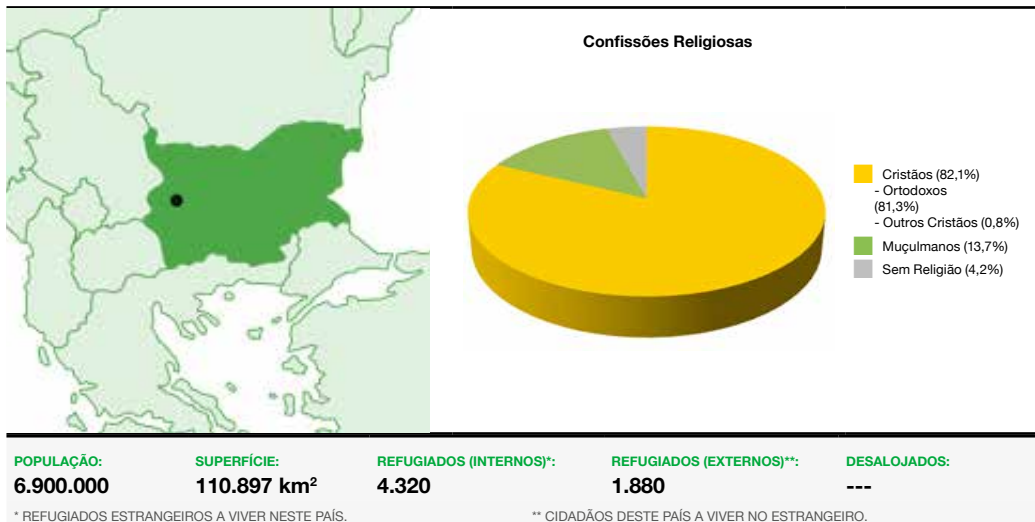 Confissões Religiosas
Cristãos (82,1%)
- Ortodoxos
(81,3%)
- Outros Cristãos (0,8%)
Muçulmanos (13,7%)
Sem Religião (4,2%)
POPULAÇÃO: SUPERFÍCIE: REFUGIADOS (INTERNOS)*: REFUGIADOS (EXTERNOS)**: DESALOJADOS:
6.900.000 110.897 km² 4.320 1.880 ---
* REFUGIADOS ESTRANGEIROS A VIVER NESTE PAÍS. ** CIDADÃOS DESTE PAÍS A VIVER NO ESTRANGEIRO.